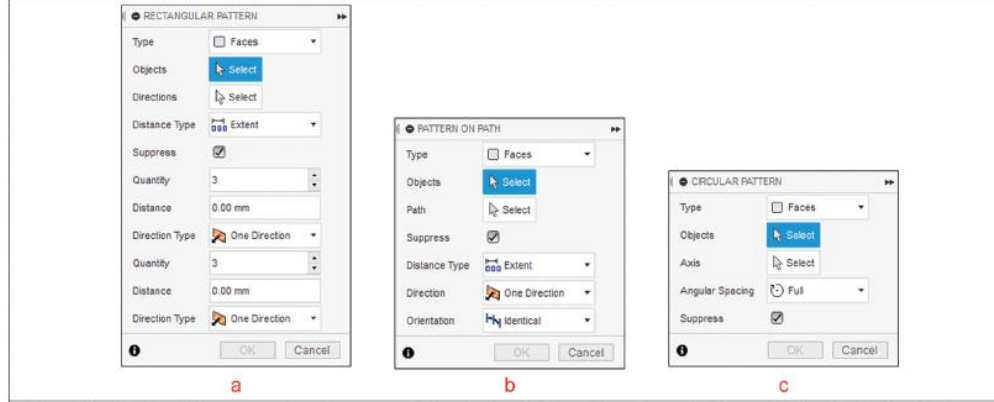 RECTANGULAR PATTERN
Type Faces
Objects Select
Directions Select
Distance Type Extent
Suppress
Quantity 3
Distance 0.00 mm
Direction Type One Direction
Quantity 3
Distance 0.00 mm
Direction Type One Direction
OK Cancel
a
PATTERN ON PATH
Type Faces
Objects Select
Path Select
Suppress
Distance Type Extent
Direction One Direction
Orientation Identical
OK Cancel
b
CIRCULAR PATTERN
Type Faces
Objects Select
Axis Select
Angular Spacing Full
Suppress
OK Cancel
c